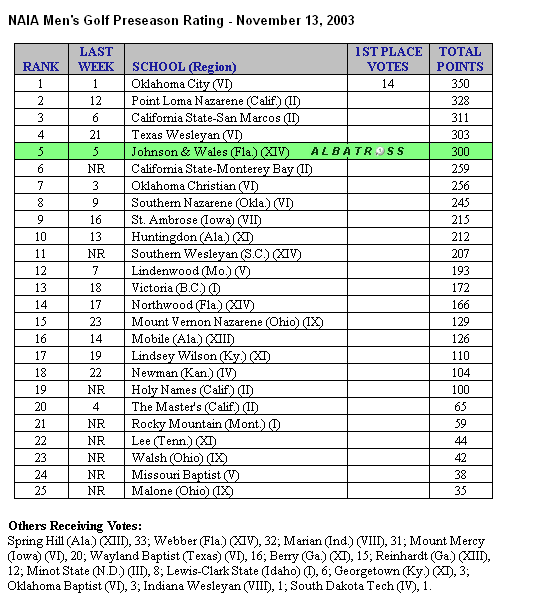 NAIA Men's Golf Preseason Rating - November 13, 2003
RANK LAST WEEK SCHOOL (Region) 1ST PLACE VOTES TOTAL POINTS
1 1 Oklahoma City (VI) 14 350
2 12 Point Loma Nazarene (Calif.) (II) 328
3 6 California State-San Marcos (II) 311
4 21 Texas Wesleyan (VI) 303
5 5 Johnson & Wales (Fla.) (XIV) ALBATROSS 300
6 NR California State-Monterey Bay (II) 259
7 3 Oklahoma Christian (VI) 256
8 9 Southern Nazarene (Okla.) (VI) 245
9 16 St. Ambrose (Iowa) (VII) 215
10 13 Huntingdon (Ala.) (XI) 212
11 NR Southern Wesleyan (S.C.) (XIV) 207
12 7 Lindenwood (Mo.) (V) 193
13 18 Victoria (B.C.) (I) 172
14 17 Northwood (Fla.) (XIV) 166
15 23 Mount Vernon Nazarene (Ohio) (IX) 129
16 14 Mobile (Ala.) (XIII) 126
17 19 Lindsey Wilson (Ky.) (XI) 110
18 22 Newman (Kan.) (IV) 104
19 NR Holy Names (Calif.) (II) 100
20 4 The Master's (Calif.) (II) 65
21 NR Rocky Mountain (Mont.) (I) 59
22 NR Lee (Tenn.) (XI) 44
23 NR Walsh (Ohio) (IX) 42
24 NR Missouri Baptist (V) 38
25 NR Malone (Ohio) (IX) 35
Others Receiving Votes:
Spring Hill (Ala.) (XIII), 33; Webber (Fla.) (XIV), 32; Marian (Ind.) (VIII), 31; Mount Mercy
(Iowa) (VI), 20; Wayland Baptist (Texas) (VI), 16; Berry (Ga.) (XI), 15; Reinhardt (Ga.) (XIII),
12; Minot State (N.D.) (III), 8; Lewis-Clark State (Idaho) (I), 6; Georgetown (Ky.) (XI), 3;
Oklahoma Baptist (VI), 3; Indiana Wesleyan (VIII), 1; South Dakota Tech (IV), 1.